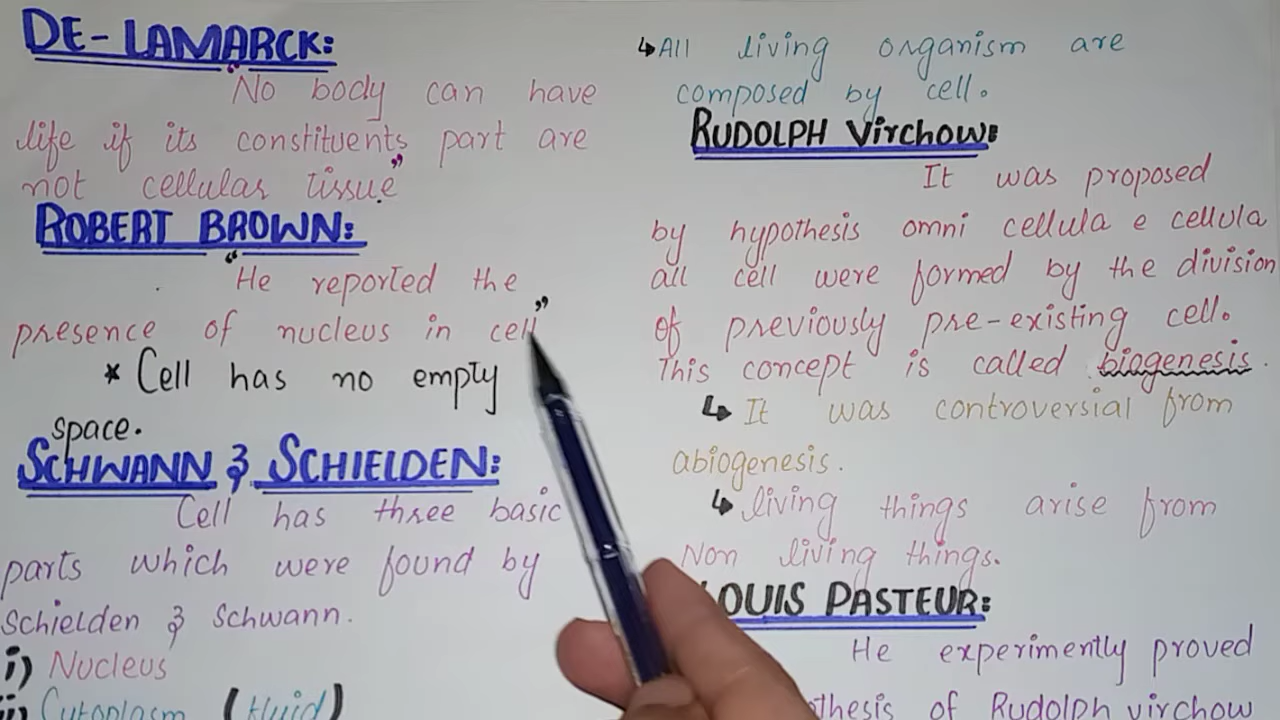 DE-LAMARCK:
"No body can have
life if its constituents part are
not cellular tissue"
ROBERT BROWN:
"He reported the
presence of nucleus in cell"
* Cell has no empty
space.
SCHWANN & SCHIELDEN:
Cell has three basic
parts which were found by
Schielden & Schwann.
i) Nucleus
ii) Cytoplasm (fluid)
↳ All living organism are
composed by cell.
RUDOLPH Virchow:
It was proposed
by hypothesis omni cellula e cellula
all cell were formed by the division
of previously pre-existing cell.
This concept is called biogenesis.
↳ It was controversial from
abiogenesis.
↳ living things arise from
Non living things.
LOUIS PASTEUR:
He experimently proved
of Rudolph virchow